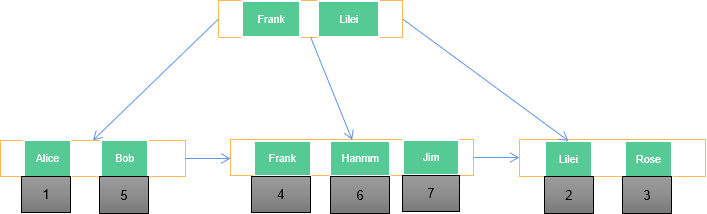 Frank Lilei
Alice Bob Frank Hanmm Jim Lilei Rose
1 5 4 6 7 2 3